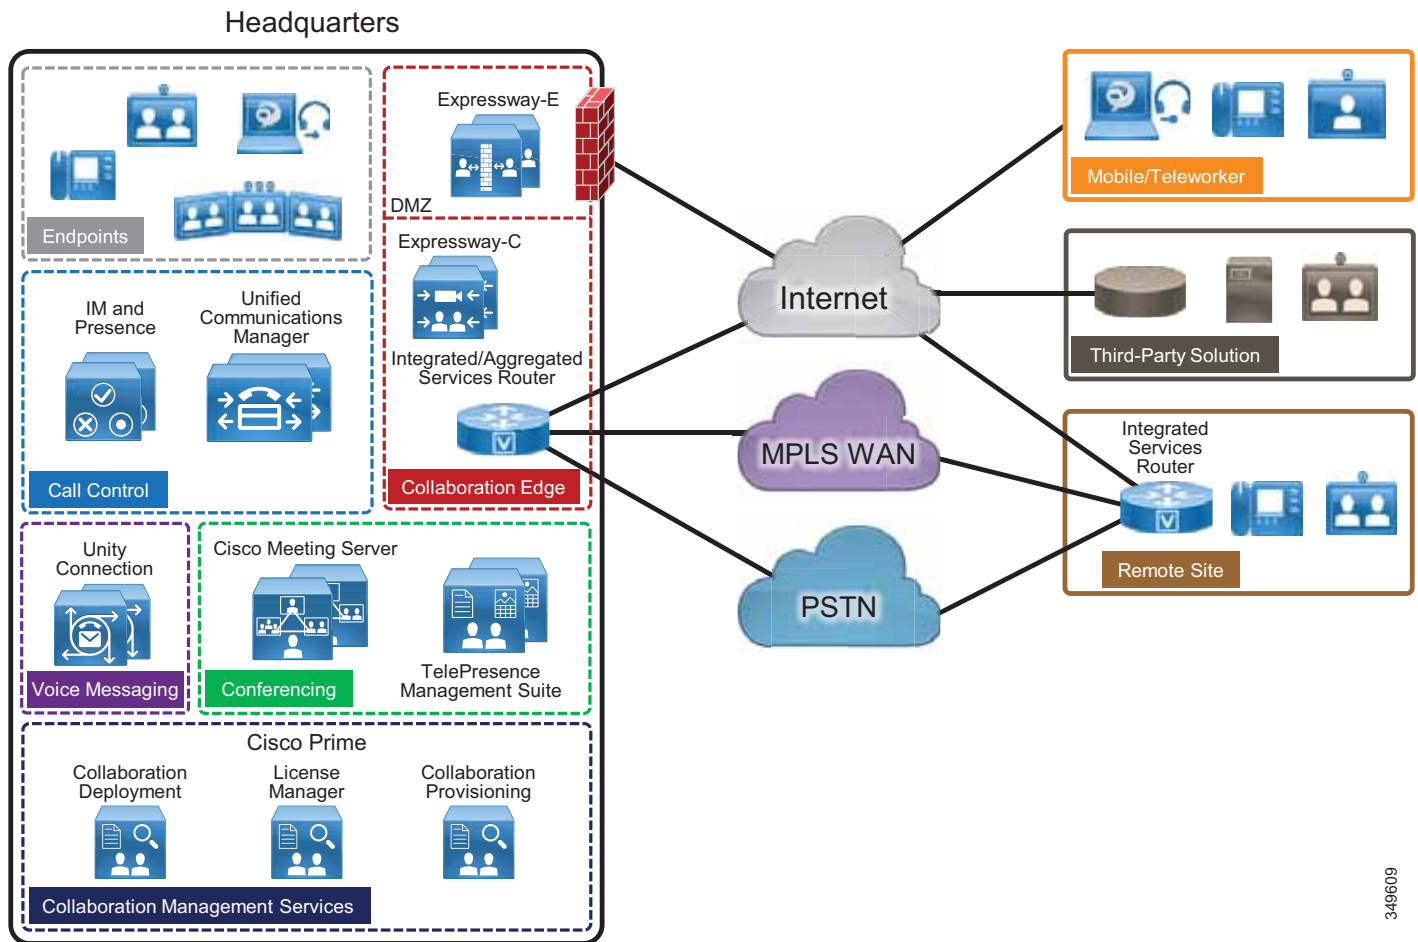 Headquarters
Expressway-E
DMZ
Endpoints
Expressway-C
IM and
Presence
Unified
Communications
Manager
Integrated/Aggregated
Services Router
V
Call Control
Collaboration Edge
Unity
Connection
Cisco Meeting Server
TelePresence
Management Suite
Voice Messaging
Conferencing
Cisco Prime
Collaboration
Deployment
License
Manager
Collaboration
Provisioning
Collaboration Management Services
Internet
MPLS WAN
PSTN
Mobile/Teleworker
Third-Party Solution
Integrated
Services
Router
V
Remote Site
349609